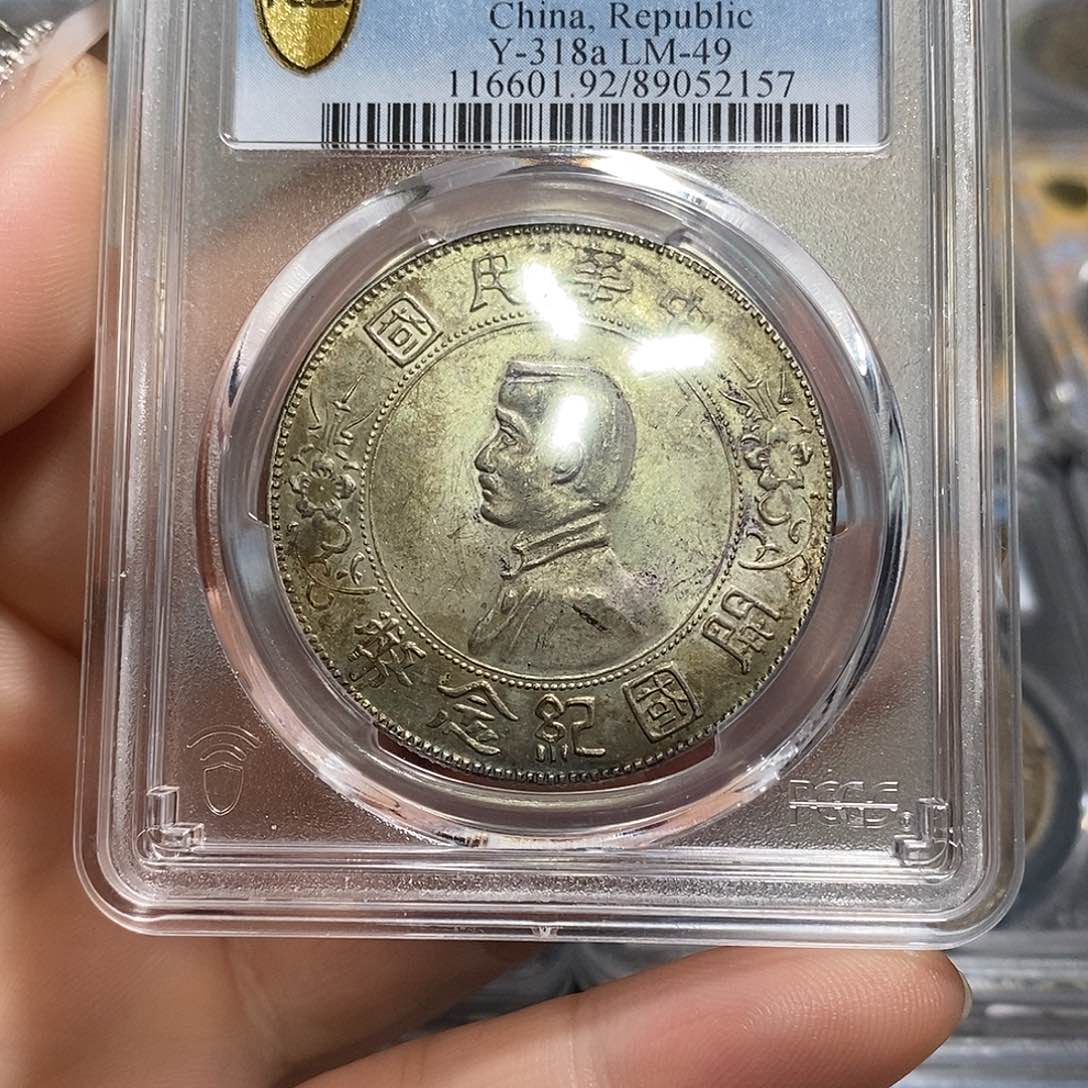 China, Republic
Y-318a LM-49
116601.92/89052157
中華民國
開國紀念幣
PCGS